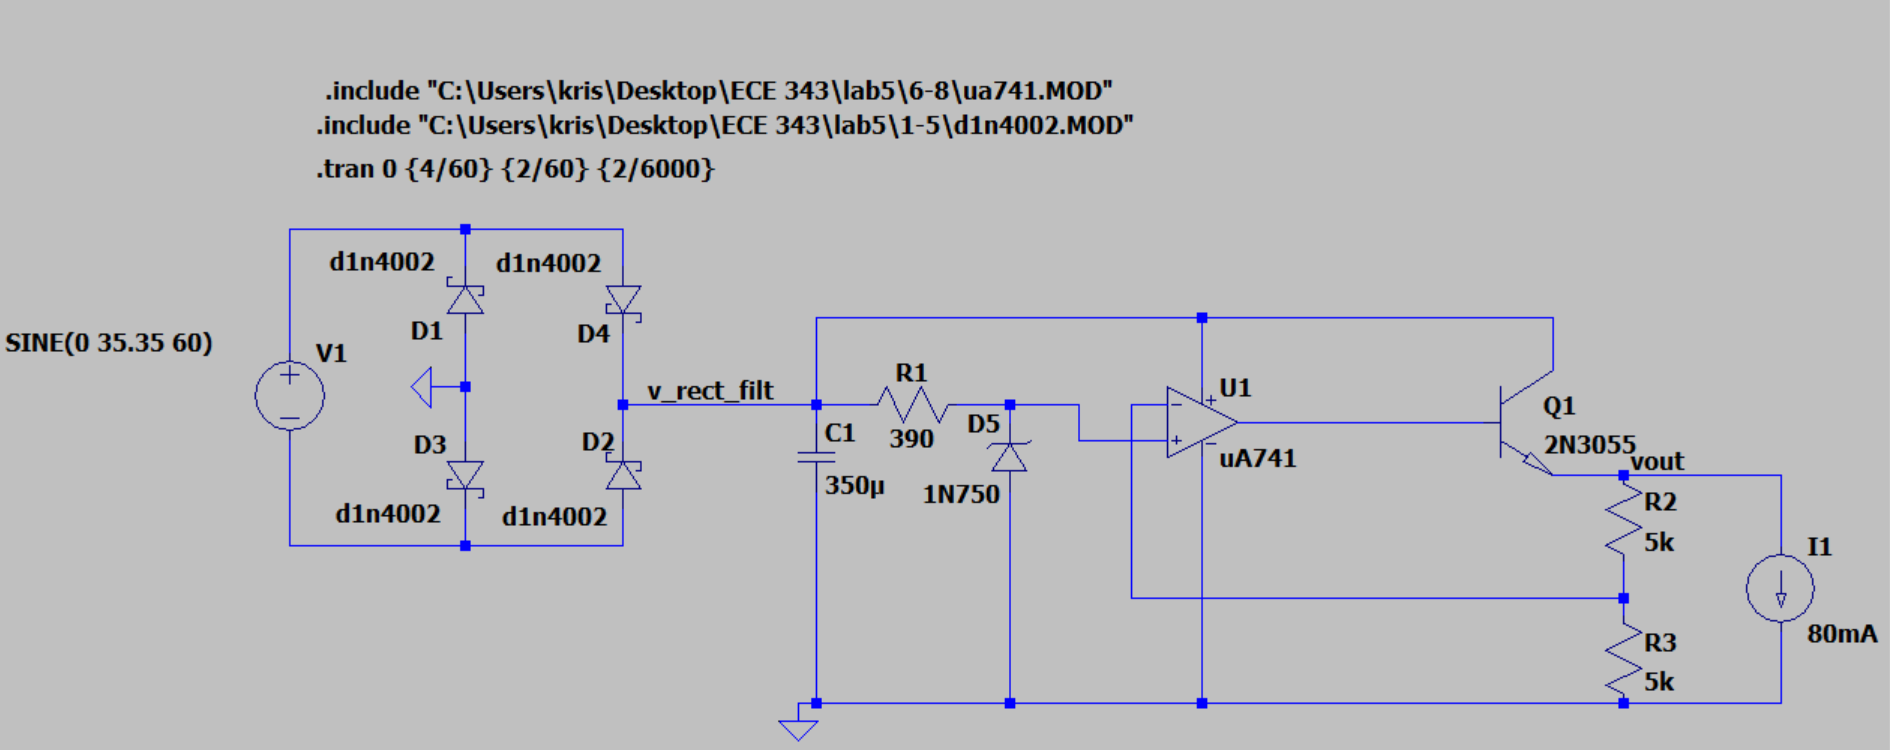 .include "C:\Users\kris\Desktop\ECE 343\lab5\6-8\ua741.MOD"
.include "C:\Users\kris\Desktop\ECE 343\lab5\1-5\d1n4002.MOD"
.tran 0 {4/60} {2/60} {2/6000}
d1n4002
d1n4002
D1
D4
SINE(0 35.35 60)
V1
v_rect_filt
R1
390
D3
D2
d1n4002
d1n4002
C1
350µ
D5
1N750
U1
uA741
Q1
2N3055
vout
R2
5k
I1
80mA
R3
5k